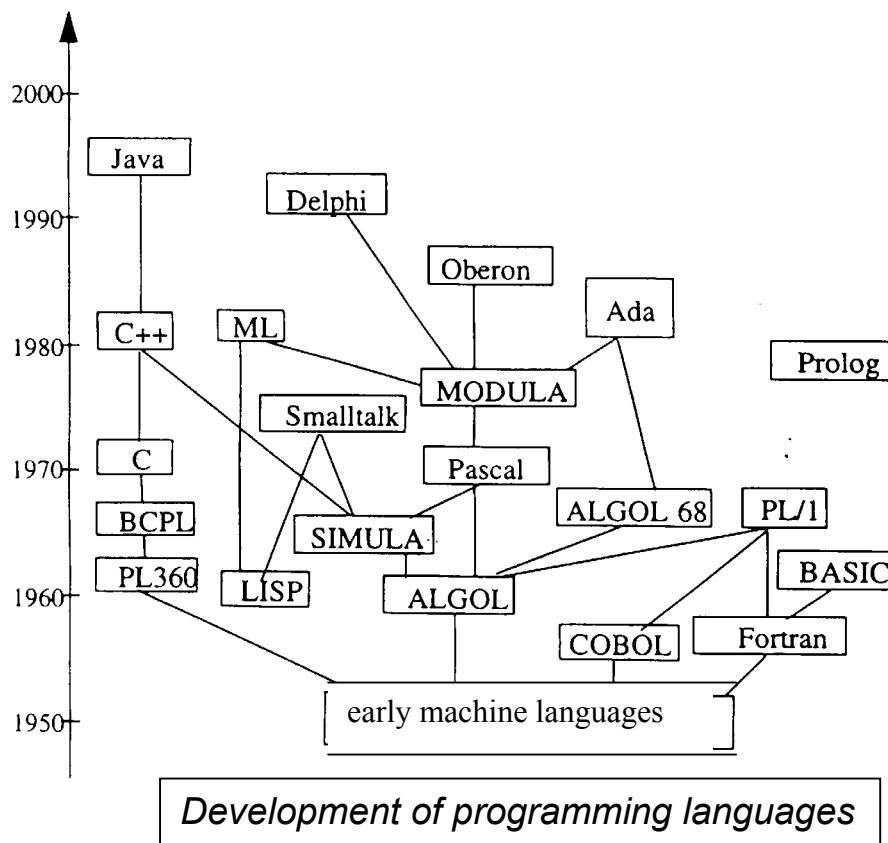 2000
Java
Delphi
1990
Oberon
Ada
C++
ML
1980
Prolog
MODULA
Smalltalk
C
Pascal
1970
BCPL
SIMULA
ALGOL 68
PL/1
PL360
LISP
ALGOL
BASIC
1960
COBOL
Fortran
early machine languages
1950
Development of programming languages